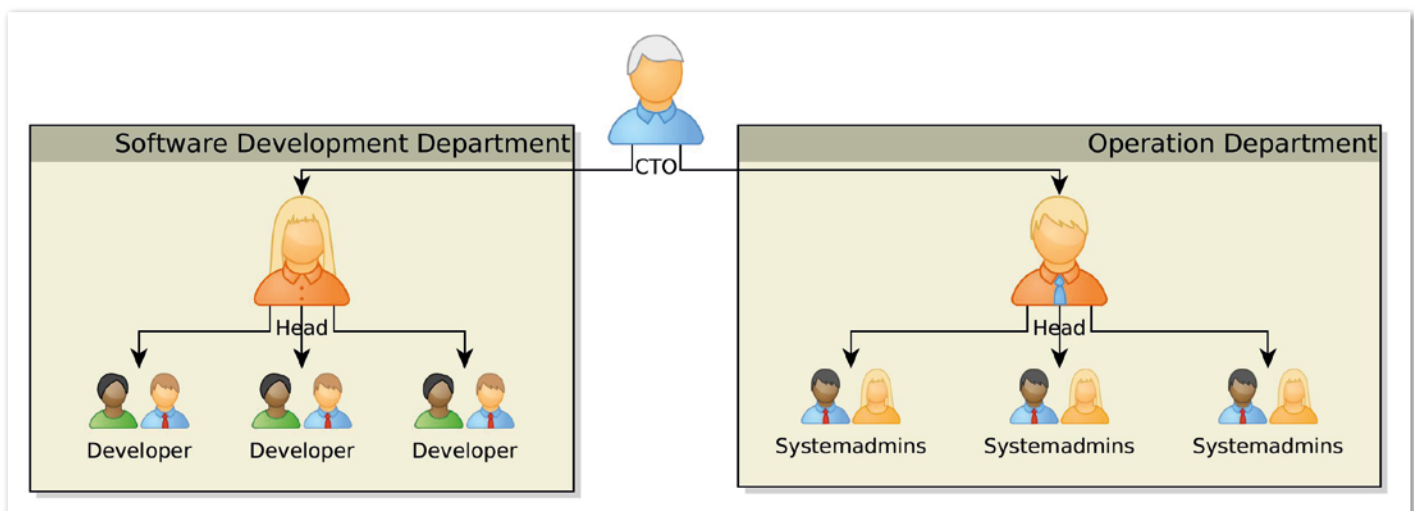 Software Development Department
Operation Department
CTO
Head
Head
Developer
Developer
Developer
Systemadmins
Systemadmins
Systemadmins